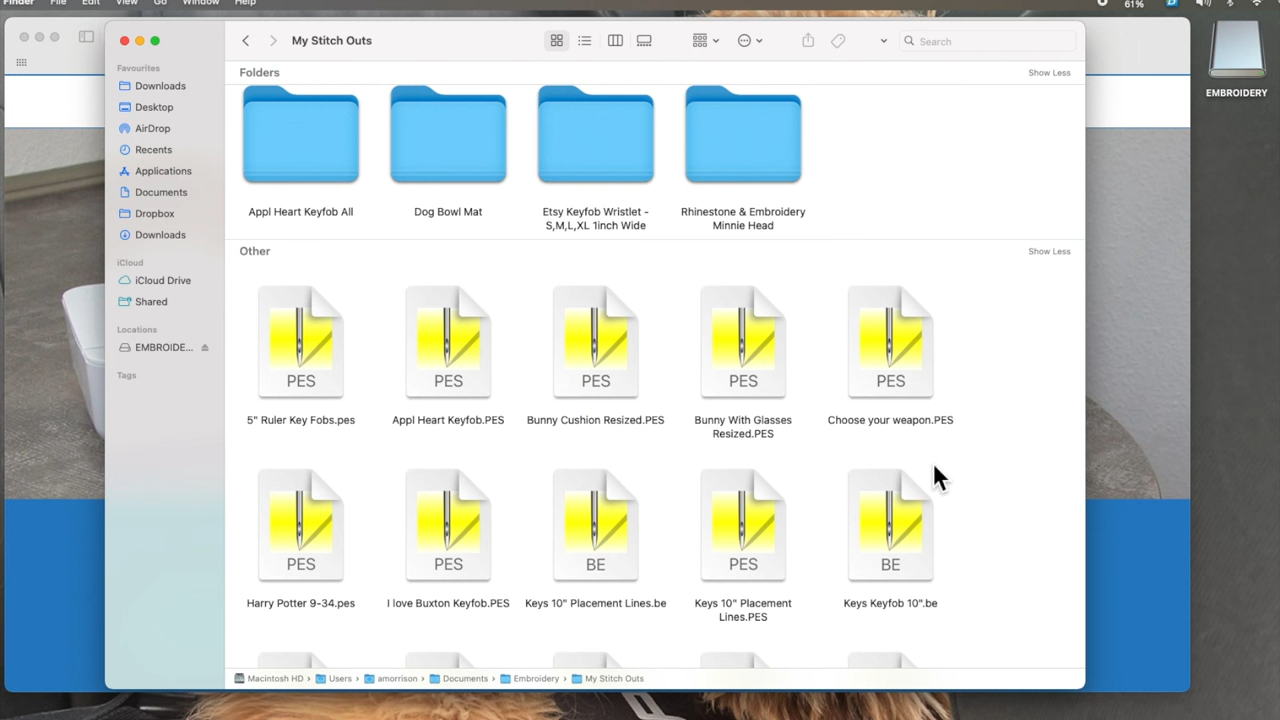 Finder File Edit View Go Window Help
61%
My Stitch Outs
Search
EMBROIDERY
Favourites
Downloads
Desktop
AirDrop
Recents
Applications
Documents
Dropbox
Downloads
iCloud
iCloud Drive
Shared
Locations
EMBROIDE...
Tags
Folders
Show Less
Appl Heart Keyfob All
Dog Bowl Mat
Etsy Keyfob Wristlet -
S,M,L,XL 1inch Wide
Rhinestone & Embroidery
Minnie Head
Other
Show Less
PES
PES
PES
PES
PES
5" Ruler Key Fobs.pes
Appl Heart Keyfob.PES
Bunny Cushion Resized.PES
Bunny With Glasses
Resized.PES
Choose your weapon.PES
PES
PES
BE
PES
BE
Harry Potter 9-34.pes
I love Buxton Keyfob.PES
Keys 10" Placement Lines.be
Keys 10" Placement
Lines.PES
Keys Keyfob 10".be
Macintosh HD › Users › amorrison › Documents › Embroidery › My Stitch Outs